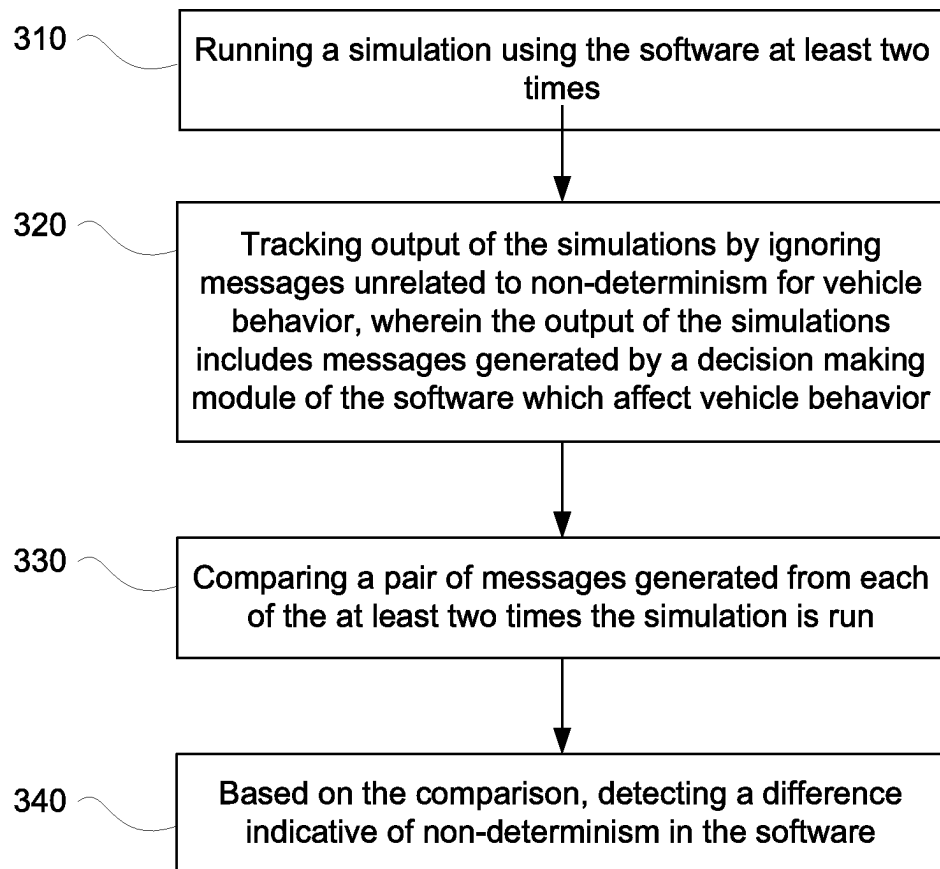 310
Running a simulation using the software at least two
times
320
Tracking output of the simulations by ignoring
messages unrelated to non-determinism for vehicle
behavior, wherein the output of the simulations
includes messages generated by a decision making
module of the software which affect vehicle behavior
330
Comparing a pair of messages generated from each
of the at least two times the simulation is run
340
Based on the comparison, detecting a difference
indicative of non-determinism in the software